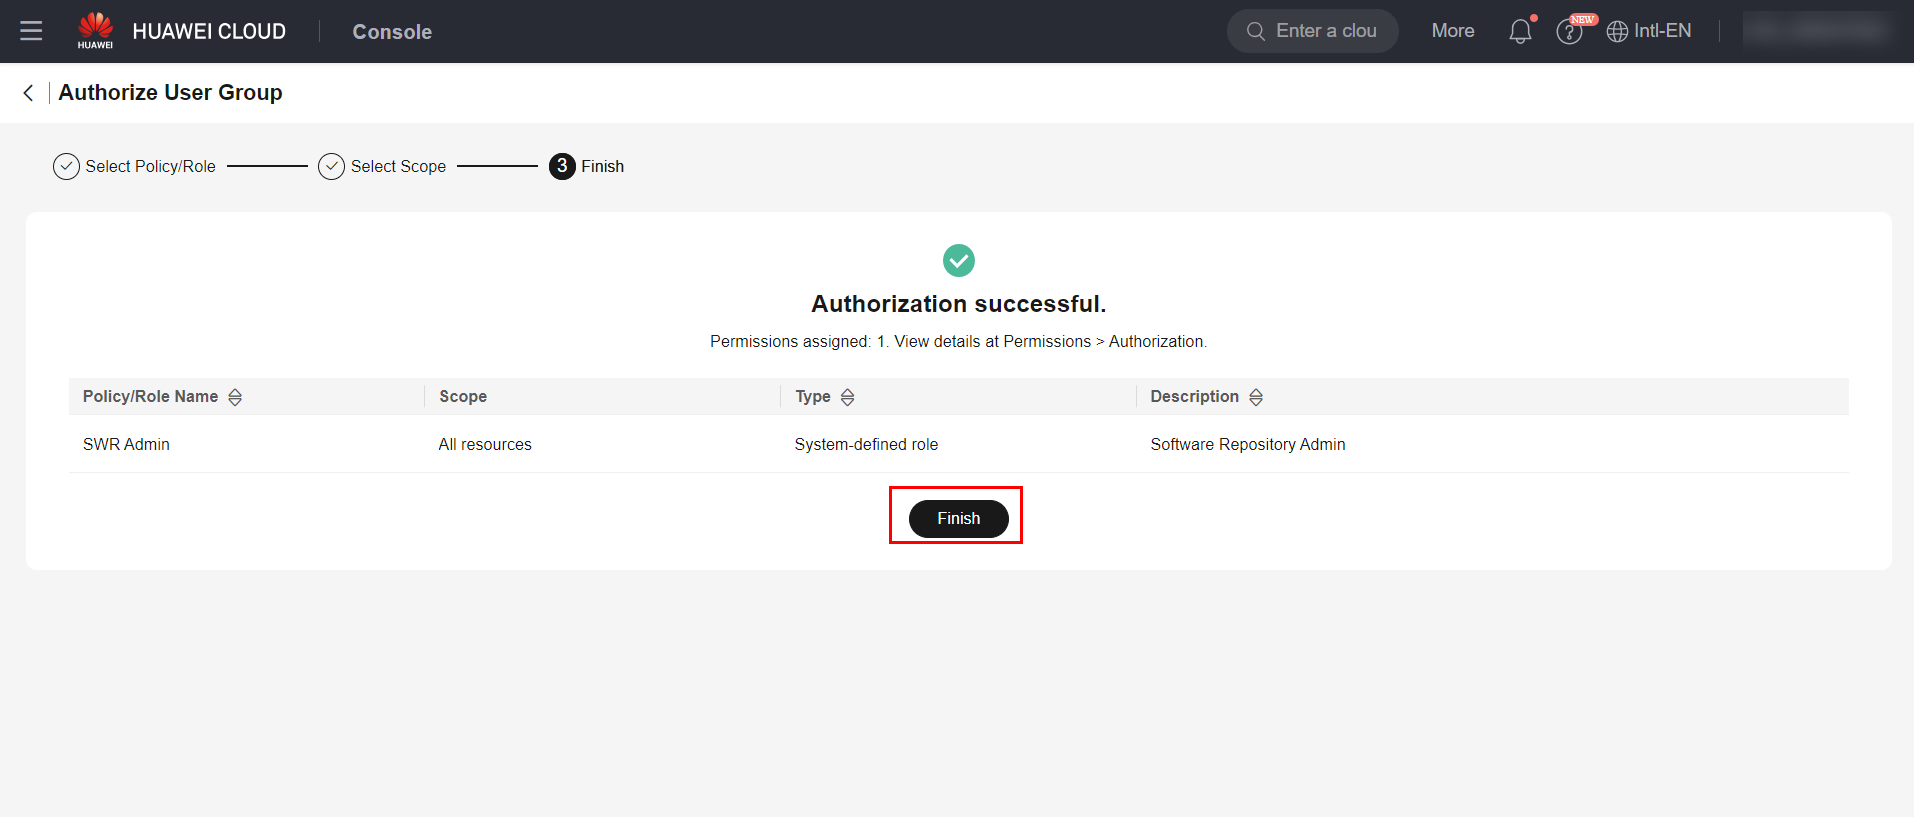 HUAWEI
HUAWEI CLOUD
Console
Enter a clou
More
NEW
?
Intl-EN
Authorize User Group
Select Policy/Role
Select Scope
3 Finish
Authorization successful.
Permissions assigned: 1. View details at Permissions > Authorization.
Policy/Role Name Scope Type Description
SWR Admin All resources System-defined role Software Repository Admin
Finish